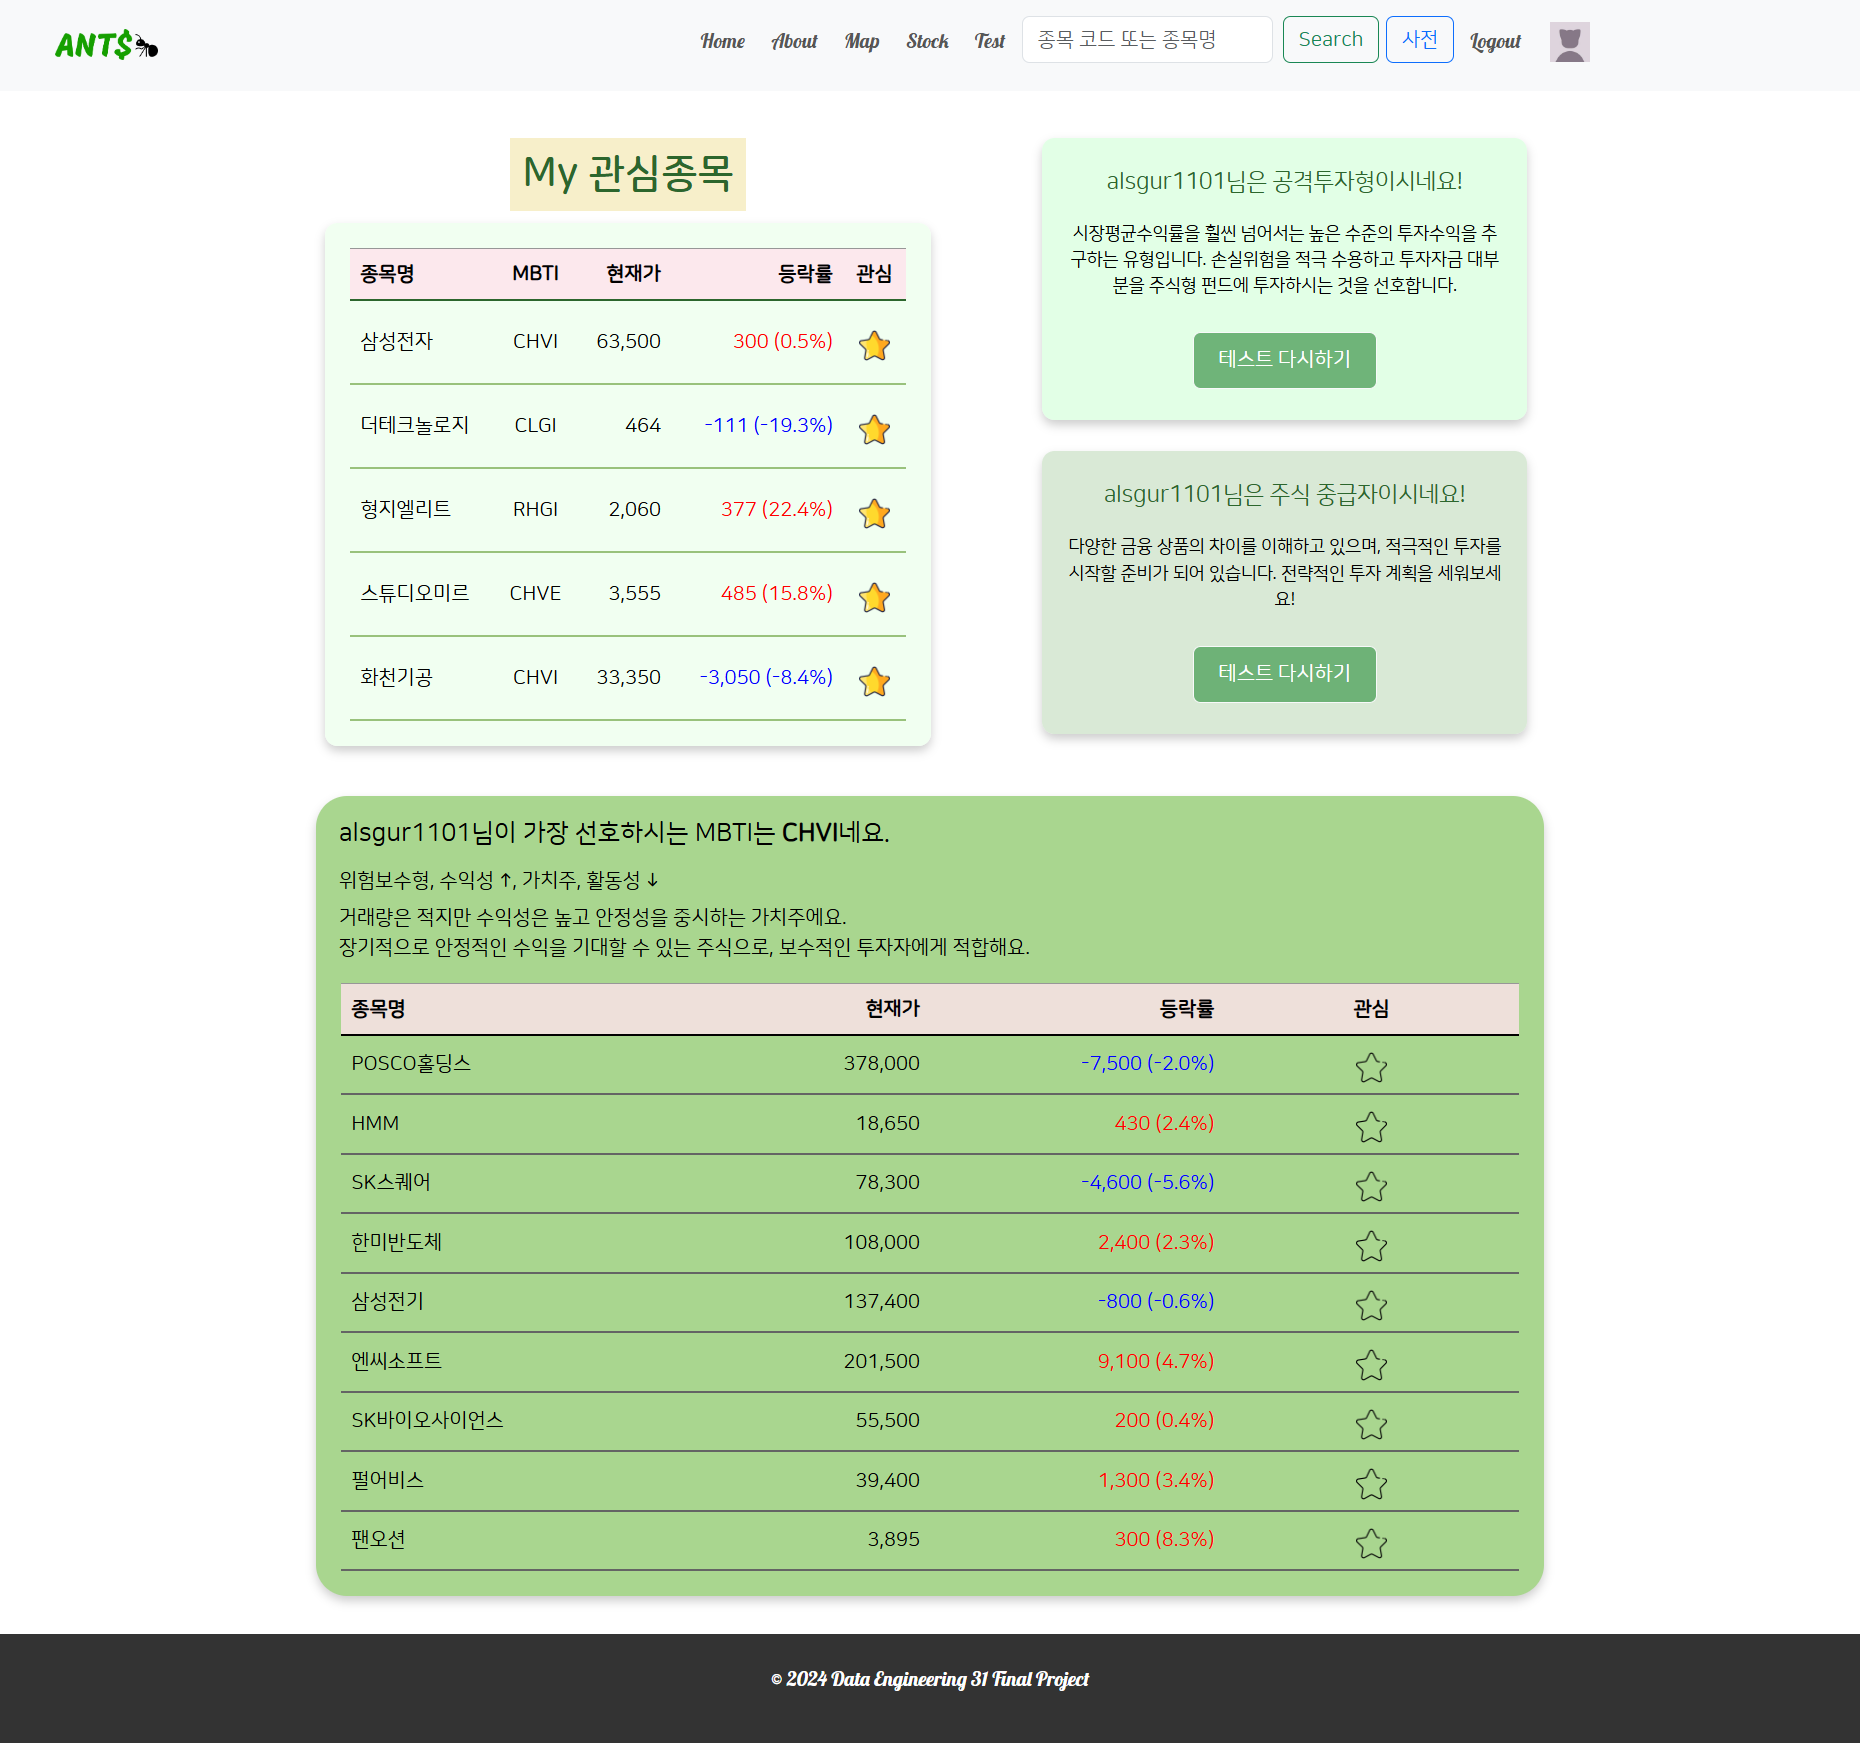 ANT$
Home About Map Stock Test 종목 코드 또는 종목명 Search 사전 Logout
My 관심종목
종목명 MBTI 현재가 등락률 관심
삼성전자 CHVI 63,500 300 (0.5%)
더테크놀로지 CLGI 464 -111 (-19.3%)
형지엘리트 RHGI 2,060 377 (22.4%)
스튜디오미르 CHVE 3,555 485 (15.8%)
화천기공 CHVI 33,350 -3,050 (-8.4%)
alsgur1101님은 공격투자형이시네요!
시장평균수익률을 훨씬 넘어서는 높은 수준의 투자수익을 추
구하는 유형입니다. 손실위험을 적극 수용하고 투자자금 대부
분을 주식형 펀드에 투자하시는 것을 선호합니다.
테스트 다시하기
alsgur1101님은 주식 중급자이시네요!
다양한 금융 상품의 차이를 이해하고 있으며, 적극적인 투자를
시작할 준비가 되어 있습니다. 전략적인 투자 계획을 세워보세
요!
테스트 다시하기
alsgur1101님이 가장 선호하시는 MBTI는 CHVI네요.
위험보수형, 수익성 ↑, 가치주, 활동성 ↓
거래량은 적지만 수익성은 높고 안정성을 중시하는 가치주에요.
장기적으로 안정적인 수익을 기대할 수 있는 주식으로, 보수적인 투자자에게 적합해요.
종목명 현재가 등락률 관심
POSCO홀딩스 378,000 -7,500 (-2.0%)
HMM 18,650 430 (2.4%)
SK스퀘어 78,300 -4,600 (-5.6%)
한미반도체 108,000 2,400 (2.3%)
삼성전기 137,400 -800 (-0.6%)
엔씨소프트 201,500 9,100 (4.7%)
SK바이오사이언스 55,500 200 (0.4%)
펄어비스 39,400 1,300 (3.4%)
팬오션 3,895 300 (8.3%)
© 2024 Data Engineering 31 Final Project